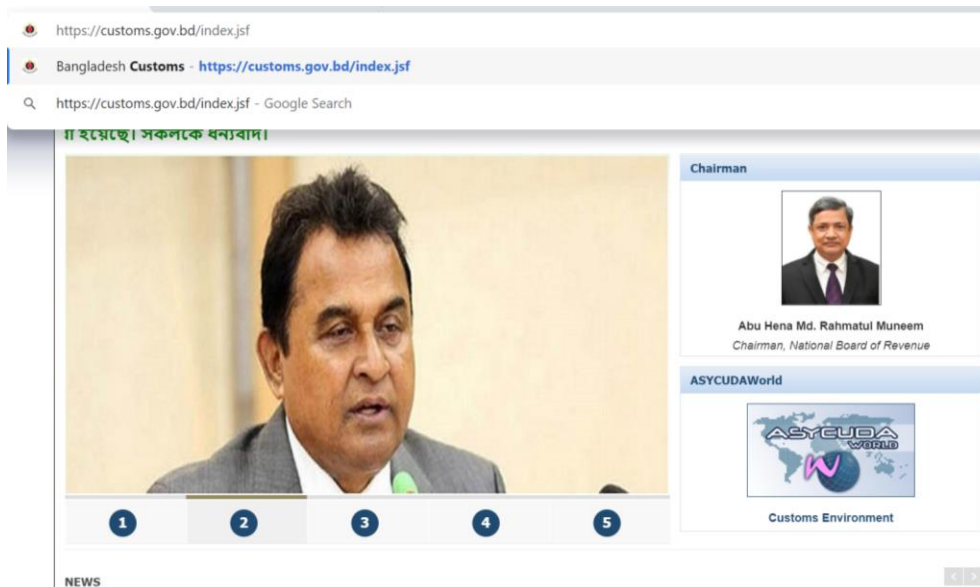 https://customs.gov.bd/index.jsf
Bangladesh Customs - https://customs.gov.bd/index.jsf
https://customs.gov.bd/index.jsf - Google Search
হয়েছে। সকলকে ধন্যবাদ।
Chairman
Abu Hena Md. Rahmatul Muneem
Chairman, National Board of Revenue
ASYCUDAWorld
ASYCUDA
WORLD
W
Customs Environment
1 2 3 4 5
NEWS